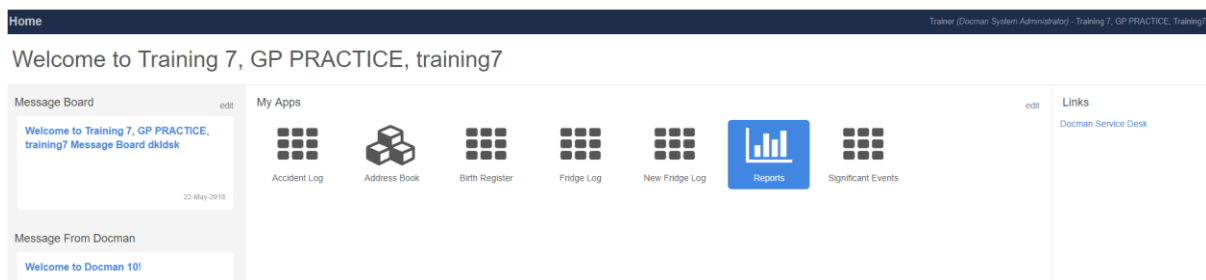 Home
Trainer (Docman System Administrator) - Training 7, GP PRACTICE, Training7
Welcome to Training 7, GP PRACTICE, training7
Message Board
edit
Welcome to Training 7, GP PRACTICE,
training7 Message Board dkldsk
22-May-2018
Message From Docman
Welcome to Docman 10!
My Apps
edit
Accident Log
Address Book
Birth Register
Fridge Log
New Fridge Log
Reports
Significant Events
Links
Docman Service Desk